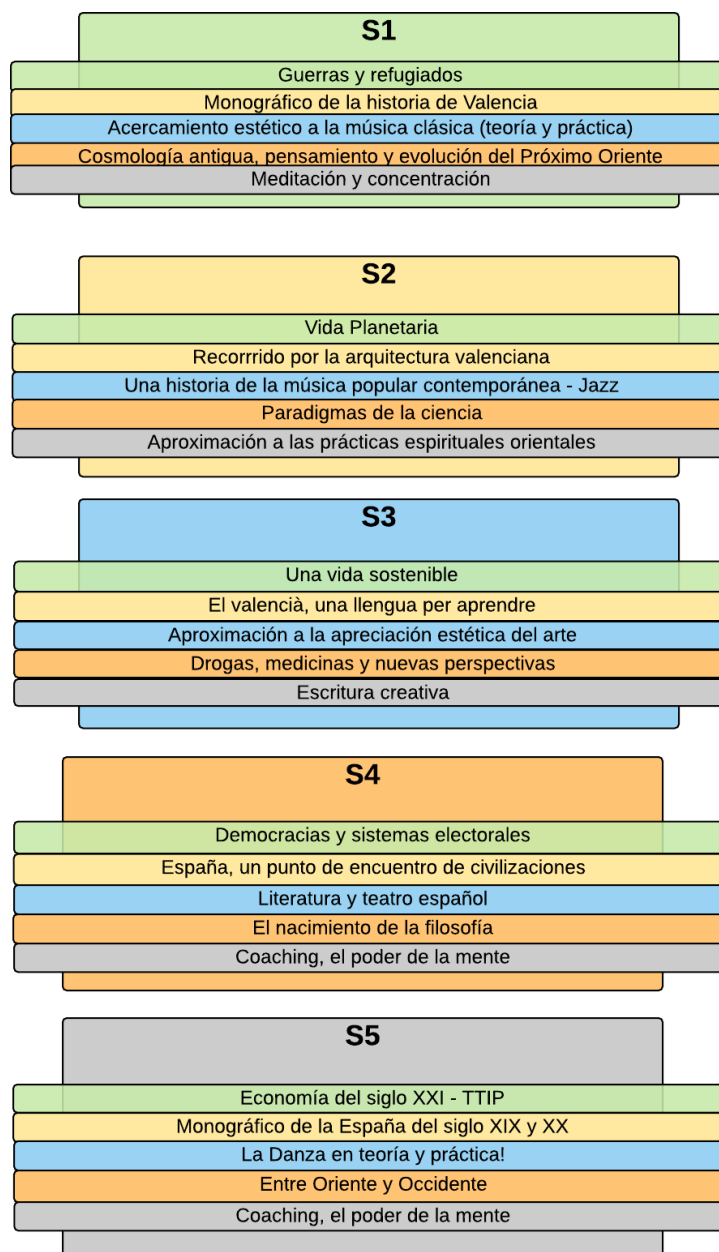 S1
Guerras y refugiados
Monográfico de la historia de Valencia
Acercamiento estético a la música clásica (teoría y práctica)
Cosmología antigua, pensamiento y evolución del Próximo Oriente
Meditación y concentración
S2
Vida Planetaria
Recorrrido por la arquitectura valenciana
Una historia de la música popular contemporánea - Jazz
Paradigmas de la ciencia
Aproximación a las prácticas espirituales orientales
S3
Una vida sostenible
El valencià, una llengua per aprendre
Aproximación a la apreciación estética del arte
Drogas, medicinas y nuevas perspectivas
Escritura creativa
S4
Democracias y sistemas electorales
España, un punto de encuentro de civilizaciones
Literatura y teatro español
El nacimiento de la filosofía
Coaching, el poder de la mente
S5
Economía del siglo XXI - TTIP
Monográfico de la España del siglo XIX y XX
La Danza en teoría y práctica!
Entre Oriente y Occidente
Coaching, el poder de la mente